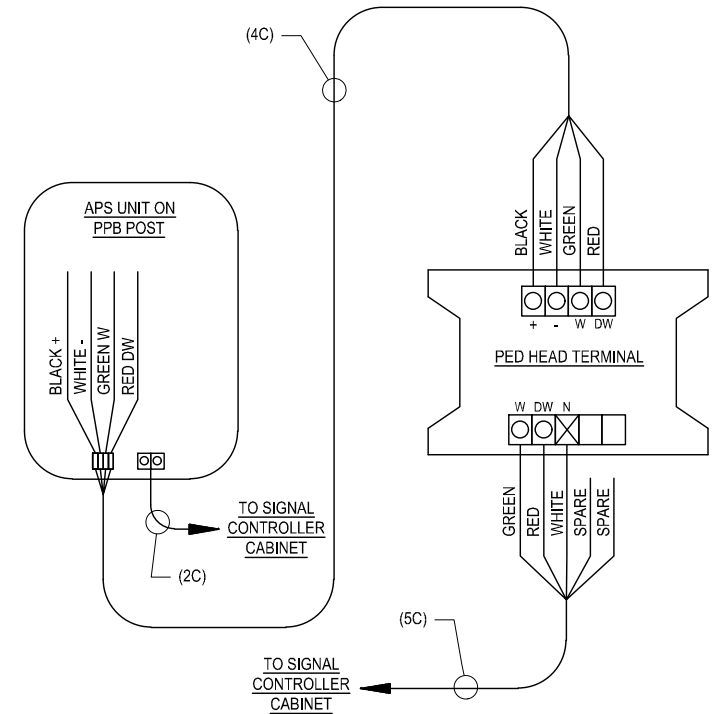 (4C)
APS UNIT ON
PPB POST
BLACK +
WHITE -
GREEN W
RED DW
TO SIGNAL
CONTROLLER
CABINET
(2C)
BLACK
WHITE
GREEN
RED
+ - W DW
PED HEAD TERMINAL
W DW N
GREEN
RED
WHITE
SPARE
SPARE
(5C)
TO SIGNAL
CONTROLLER
CABINET